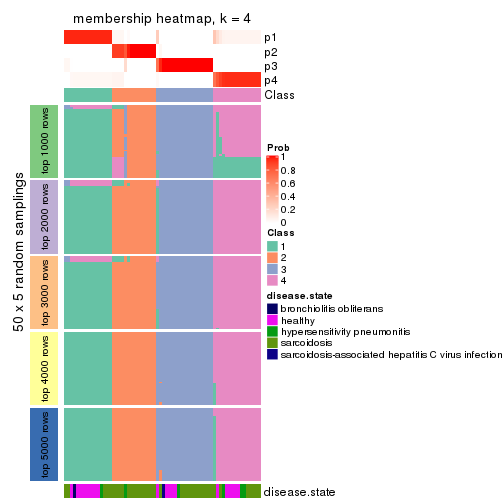 membership heatmap, k = 4
p1
p2
p3
p4
Class
50 x 5 random samplings
top 1000 rows
top 2000 rows
top 3000 rows
top 4000 rows
top 5000 rows
Prob
1
0.8
0.6
0.4
0.2
0
Class
1
2
3
4
disease.state
bronchiolitis obliterans
healthy
hypersensitivity pneumonitis
sarcoidosis
sarcoidosis-associated hepatitis C virus infection
disease.state